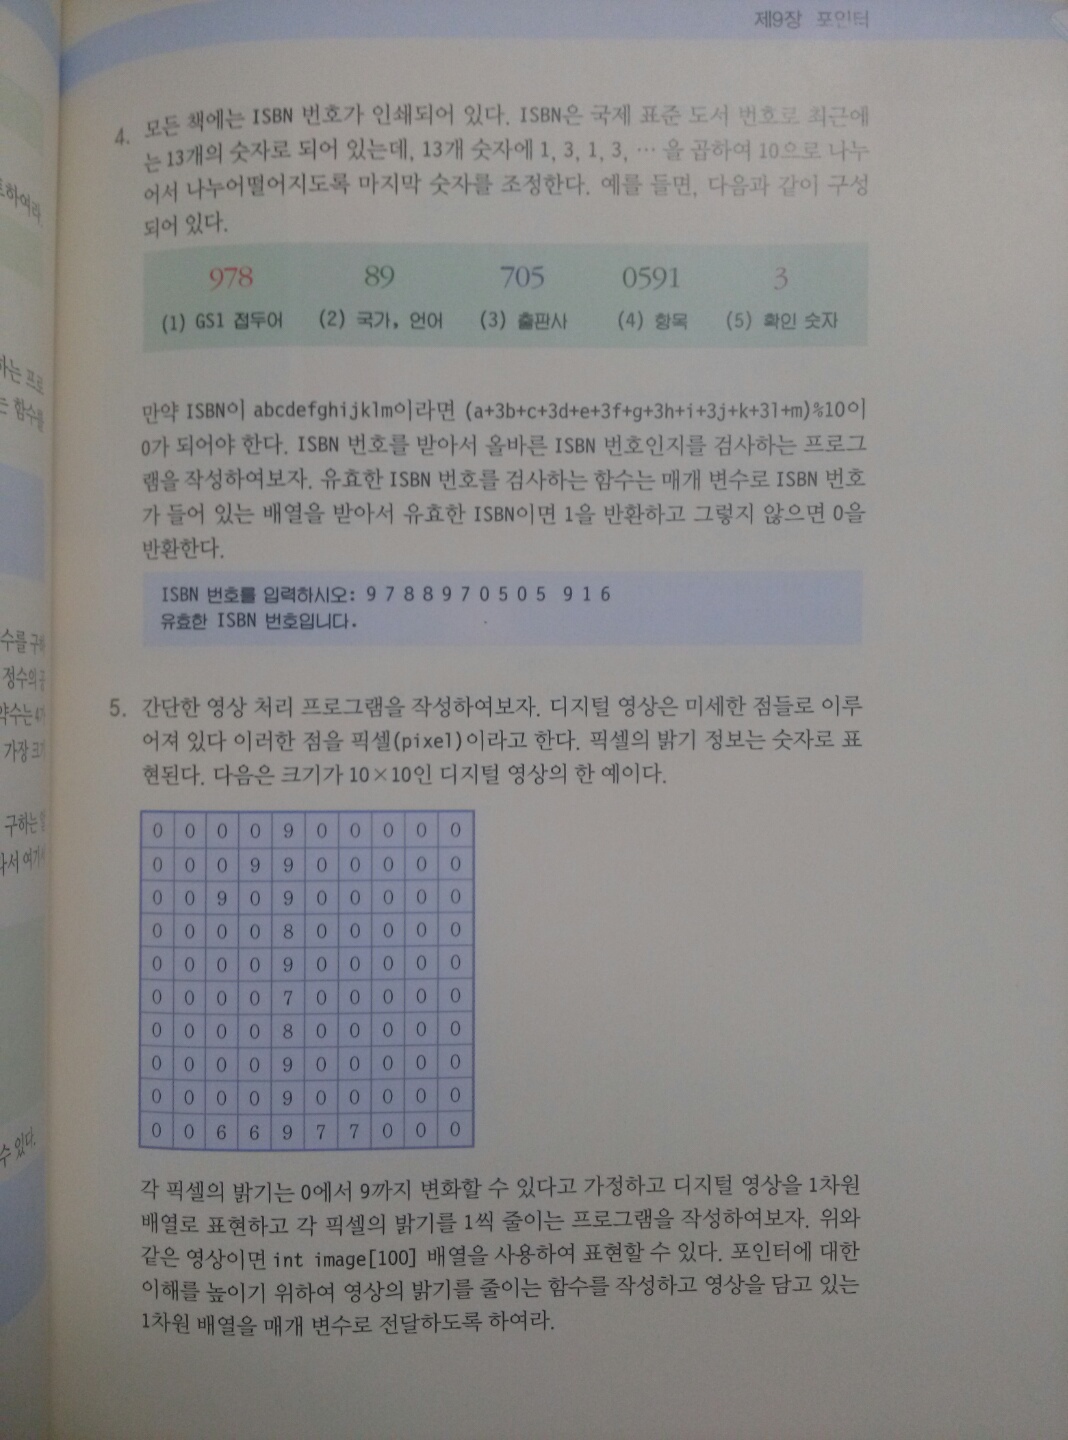 제9장 포인터
4. 모든 책에는 ISBN 번호가 인쇄되어 있다. ISBN은 국제 표준 도서 번호로 최근에
는 13개의 숫자로 되어 있는데, 13개 숫자에 1, 3, 1, 3, … 을 곱하여 10으로 나누
어서 나누어떨어지도록 마지막 숫자를 조정한다. 예를 들면, 다음과 같이 구성
되어 있다.
978 89 705 0591 3
(1) GS1 접두어 (2) 국가, 언어 (3) 출판사 (4) 항목 (5) 확인 숫자
만약 ISBN이 abcdefghijklm이라면 (a+3b+c+3d+e+3f+g+3h+i+3j+k+3l+m)%10이
0가 되어야 한다. ISBN 번호를 받아서 올바른 ISBN 번호인지를 검사하는 프로그
램을 작성하여보자. 유효한 ISBN 번호를 검사하는 함수는 매개 변수로 ISBN 번호
가 들어 있는 배열을 받아서 유효한 ISBN이면 1을 반환하고 그렇지 않으면 0을
반환한다.
ISBN 번호를 입력하시오: 9 7 8 8 9 7 0 5 0 5 9 1 6
유효한 ISBN 번호입니다.
5. 간단한 영상 처리 프로그램을 작성하여보자. 디지털 영상은 미세한 점들로 이루
어져 있다 이러한 점을 픽셀(pixel)이라고 한다. 픽셀의 밝기 정보는 숫자로 표
현된다. 다음은 크기가 10×10인 디지털 영상의 한 예이다.
0 0 0 0 9 0 0 0 0 0
0 0 0 9 9 0 0 0 0 0
0 0 9 0 9 0 0 0 0 0
0 0 0 0 8 0 0 0 0 0
0 0 0 0 9 0 0 0 0 0
0 0 0 0 7 0 0 0 0 0
0 0 0 0 8 0 0 0 0 0
0 0 0 0 9 0 0 0 0 0
0 0 0 0 9 0 0 0 0 0
0 0 6 6 9 7 7 0 0 0
각 픽셀의 밝기는 0에서 9까지 변화할 수 있다고 가정하고 디지털 영상을 1차원
배열로 표현하고 각 픽셀의 밝기를 1씩 줄이는 프로그램을 작성하여보자. 위와
같은 영상이면 int image[100] 배열을 사용하여 표현할 수 있다. 포인터에 대한
이해를 높이기 위하여 영상의 밝기를 줄이는 함수를 작성하고 영상을 담고 있는
1차원 배열을 매개 변수로 전달하도록 하여라.